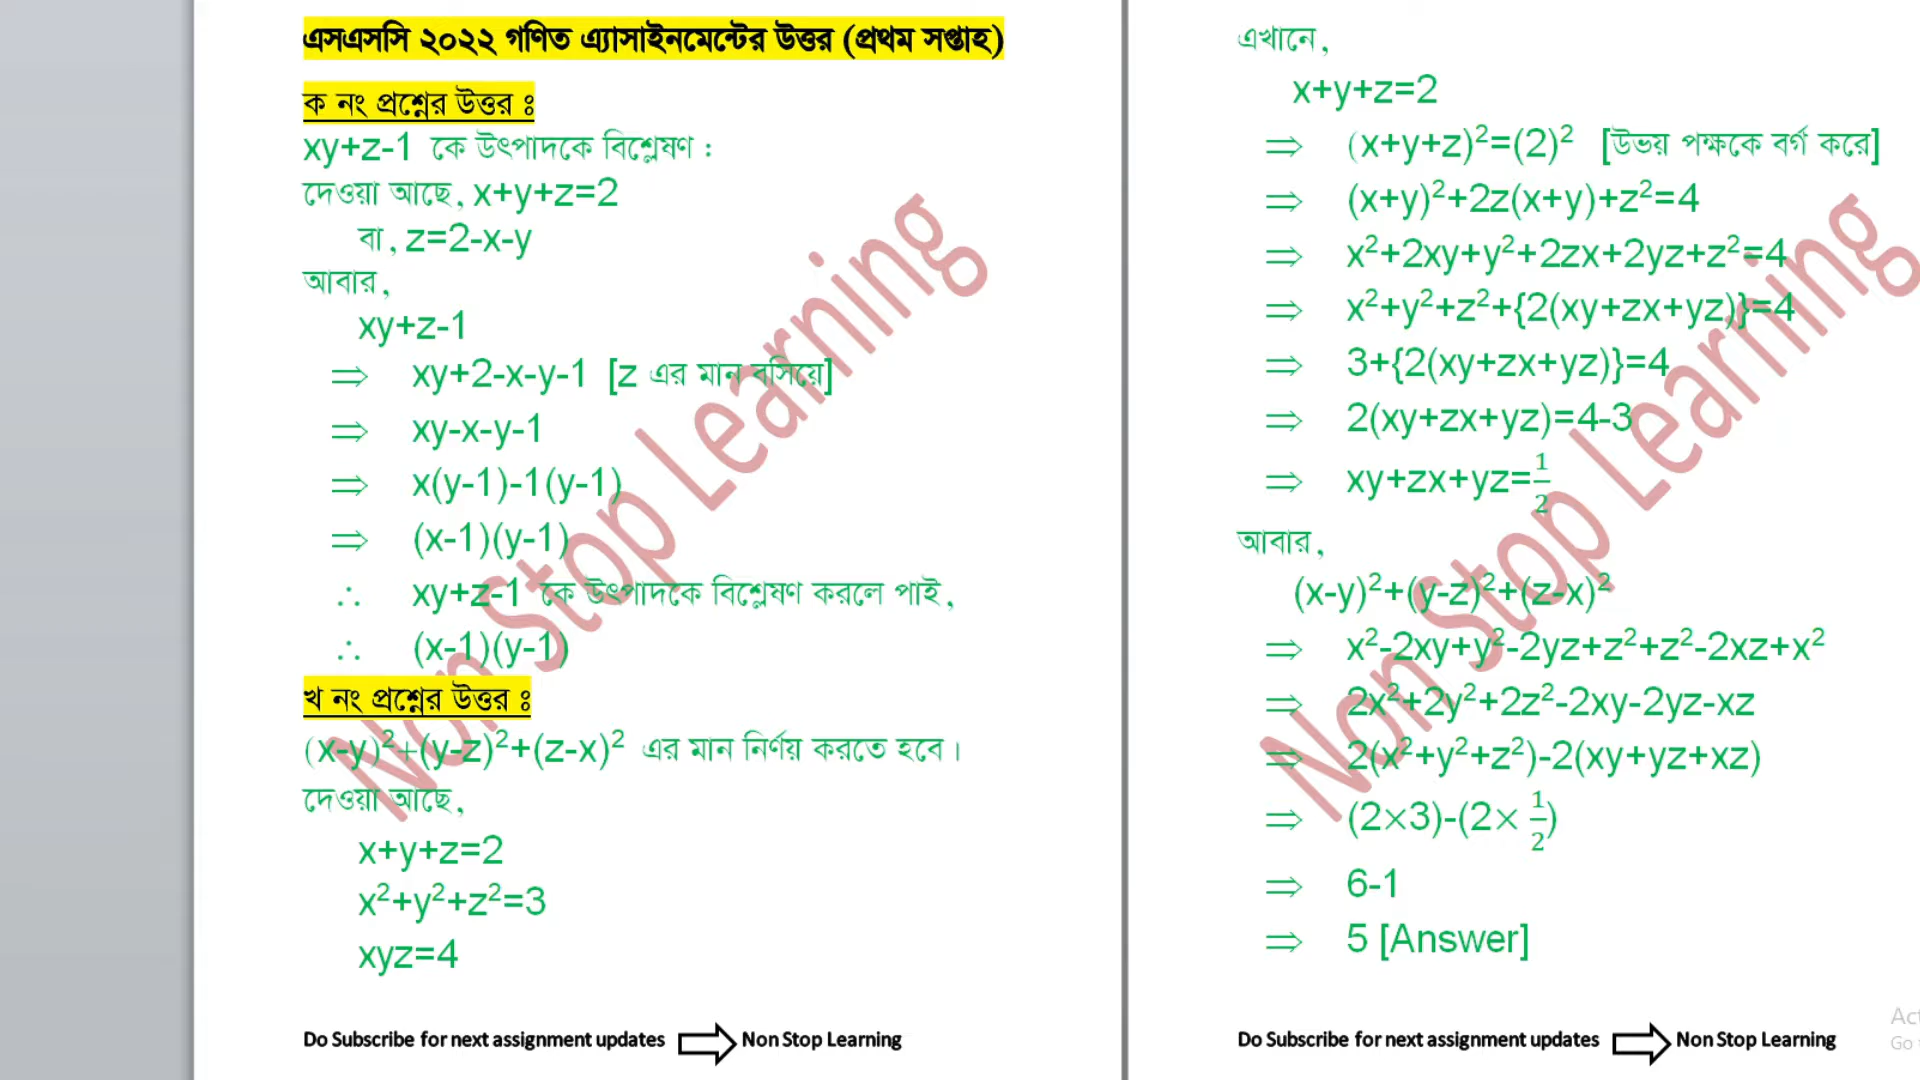 এসএসসি ২০২২ গণিত এ্যাসাইনমেন্টের উত্তর (প্রথম সপ্তাহ)
ক নং প্রশ্নের উত্তর ঃ
xy+z-1 কে উৎপাদকে বিশ্লেষণ :
দেওয়া আছে, x+y+z=2
বা, z=2-x-y
আবার,
xy+z-1
⇒ xy+2-x-y-1 [z এর মান বসিয়ে]
⇒ xy-x-y-1
⇒ x(y-1)-1(y-1)
⇒ (x-1)(y-1)
∴ xy+z-1 কে উৎপাদকে বিশ্লেষণ করলে পাই,
∴ (x-1)(y-1)
খ নং প্রশ্নের উত্তর ঃ
(x-y)²+(y-z)²+(z-x)² এর মান নির্ণয় করতে হবে।
দেওয়া আছে,
x+y+z=2
x²+y²+z²=3
xyz=4
Do Subscribe for next assignment updates ⇨ Non Stop Learning
Non Stop Learning
এখানে,
x+y+z=2
⇒ (x+y+z)²=(2)² [উভয় পক্ষকে বর্গ করে]
⇒ (x+y)²+2z(x+y)+z²=4
⇒ x²+2xy+y²+2zx+2yz+z²=4
⇒ x²+y²+z²+{2(xy+zx+yz)}=4
⇒ 3+{2(xy+zx+yz)}=4
⇒ 2(xy+zx+yz)=4-3
⇒ xy+zx+yz=1/2
আবার,
(x-y)²+(y-z)²+(z-x)²
⇒ x²-2xy+y²-2yz+z²+z²-2xz+x²
⇒ 2x²+2y²+2z²-2xy-2yz-xz
⇒ 2(x²+y²+z²)-2(xy+yz+xz)
⇒ (2×3)-(2× 1/2)
⇒ 6-1
⇒ 5 [Answer]
Do Subscribe for next assignment updates ⇨ Non Stop Learning
Non Stop Learning
Go